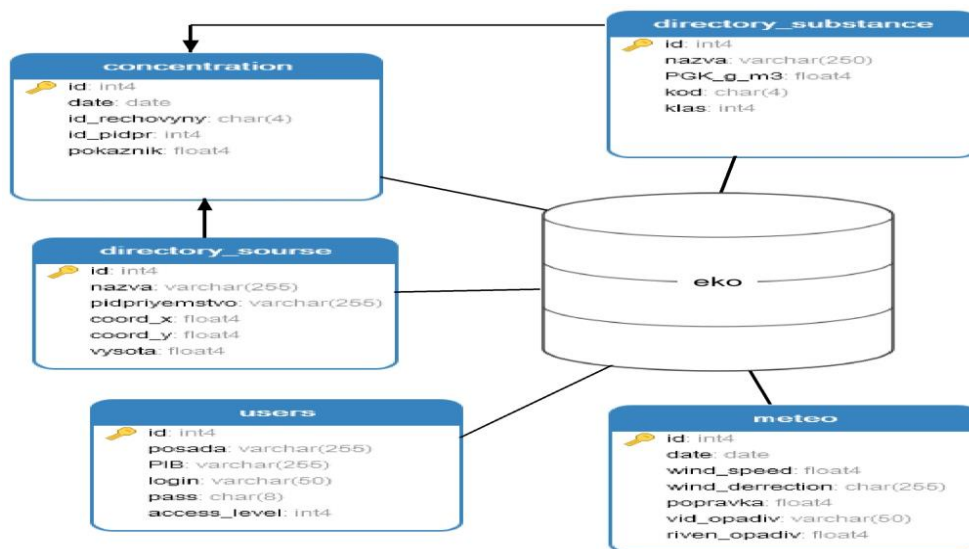 directory_substance
id: int4
nazva: varchar(250)
PGK_g_m3: float4
kod: char(4)
klas: int4
concentration
id: int4
date: date
id_rechovyny: char(4)
id_pidpr: int4
pokaznik: float4
directory_sourse
id: int4
nazva: varchar(255)
pidpriyemstvo: varchar(255)
coord_x: float4
coord_y: float4
vysota: float4
eko
users
id: int4
posada: varchar(255)
PIB: varchar(255)
login: varchar(50)
pass: char(8)
access_level: int4
meteo
id: int4
date: date
wind_speed: float4
wind_derrection: char(255)
popravka: float4
vid_opadiv: varchar(50)
riven_opadiv: float4